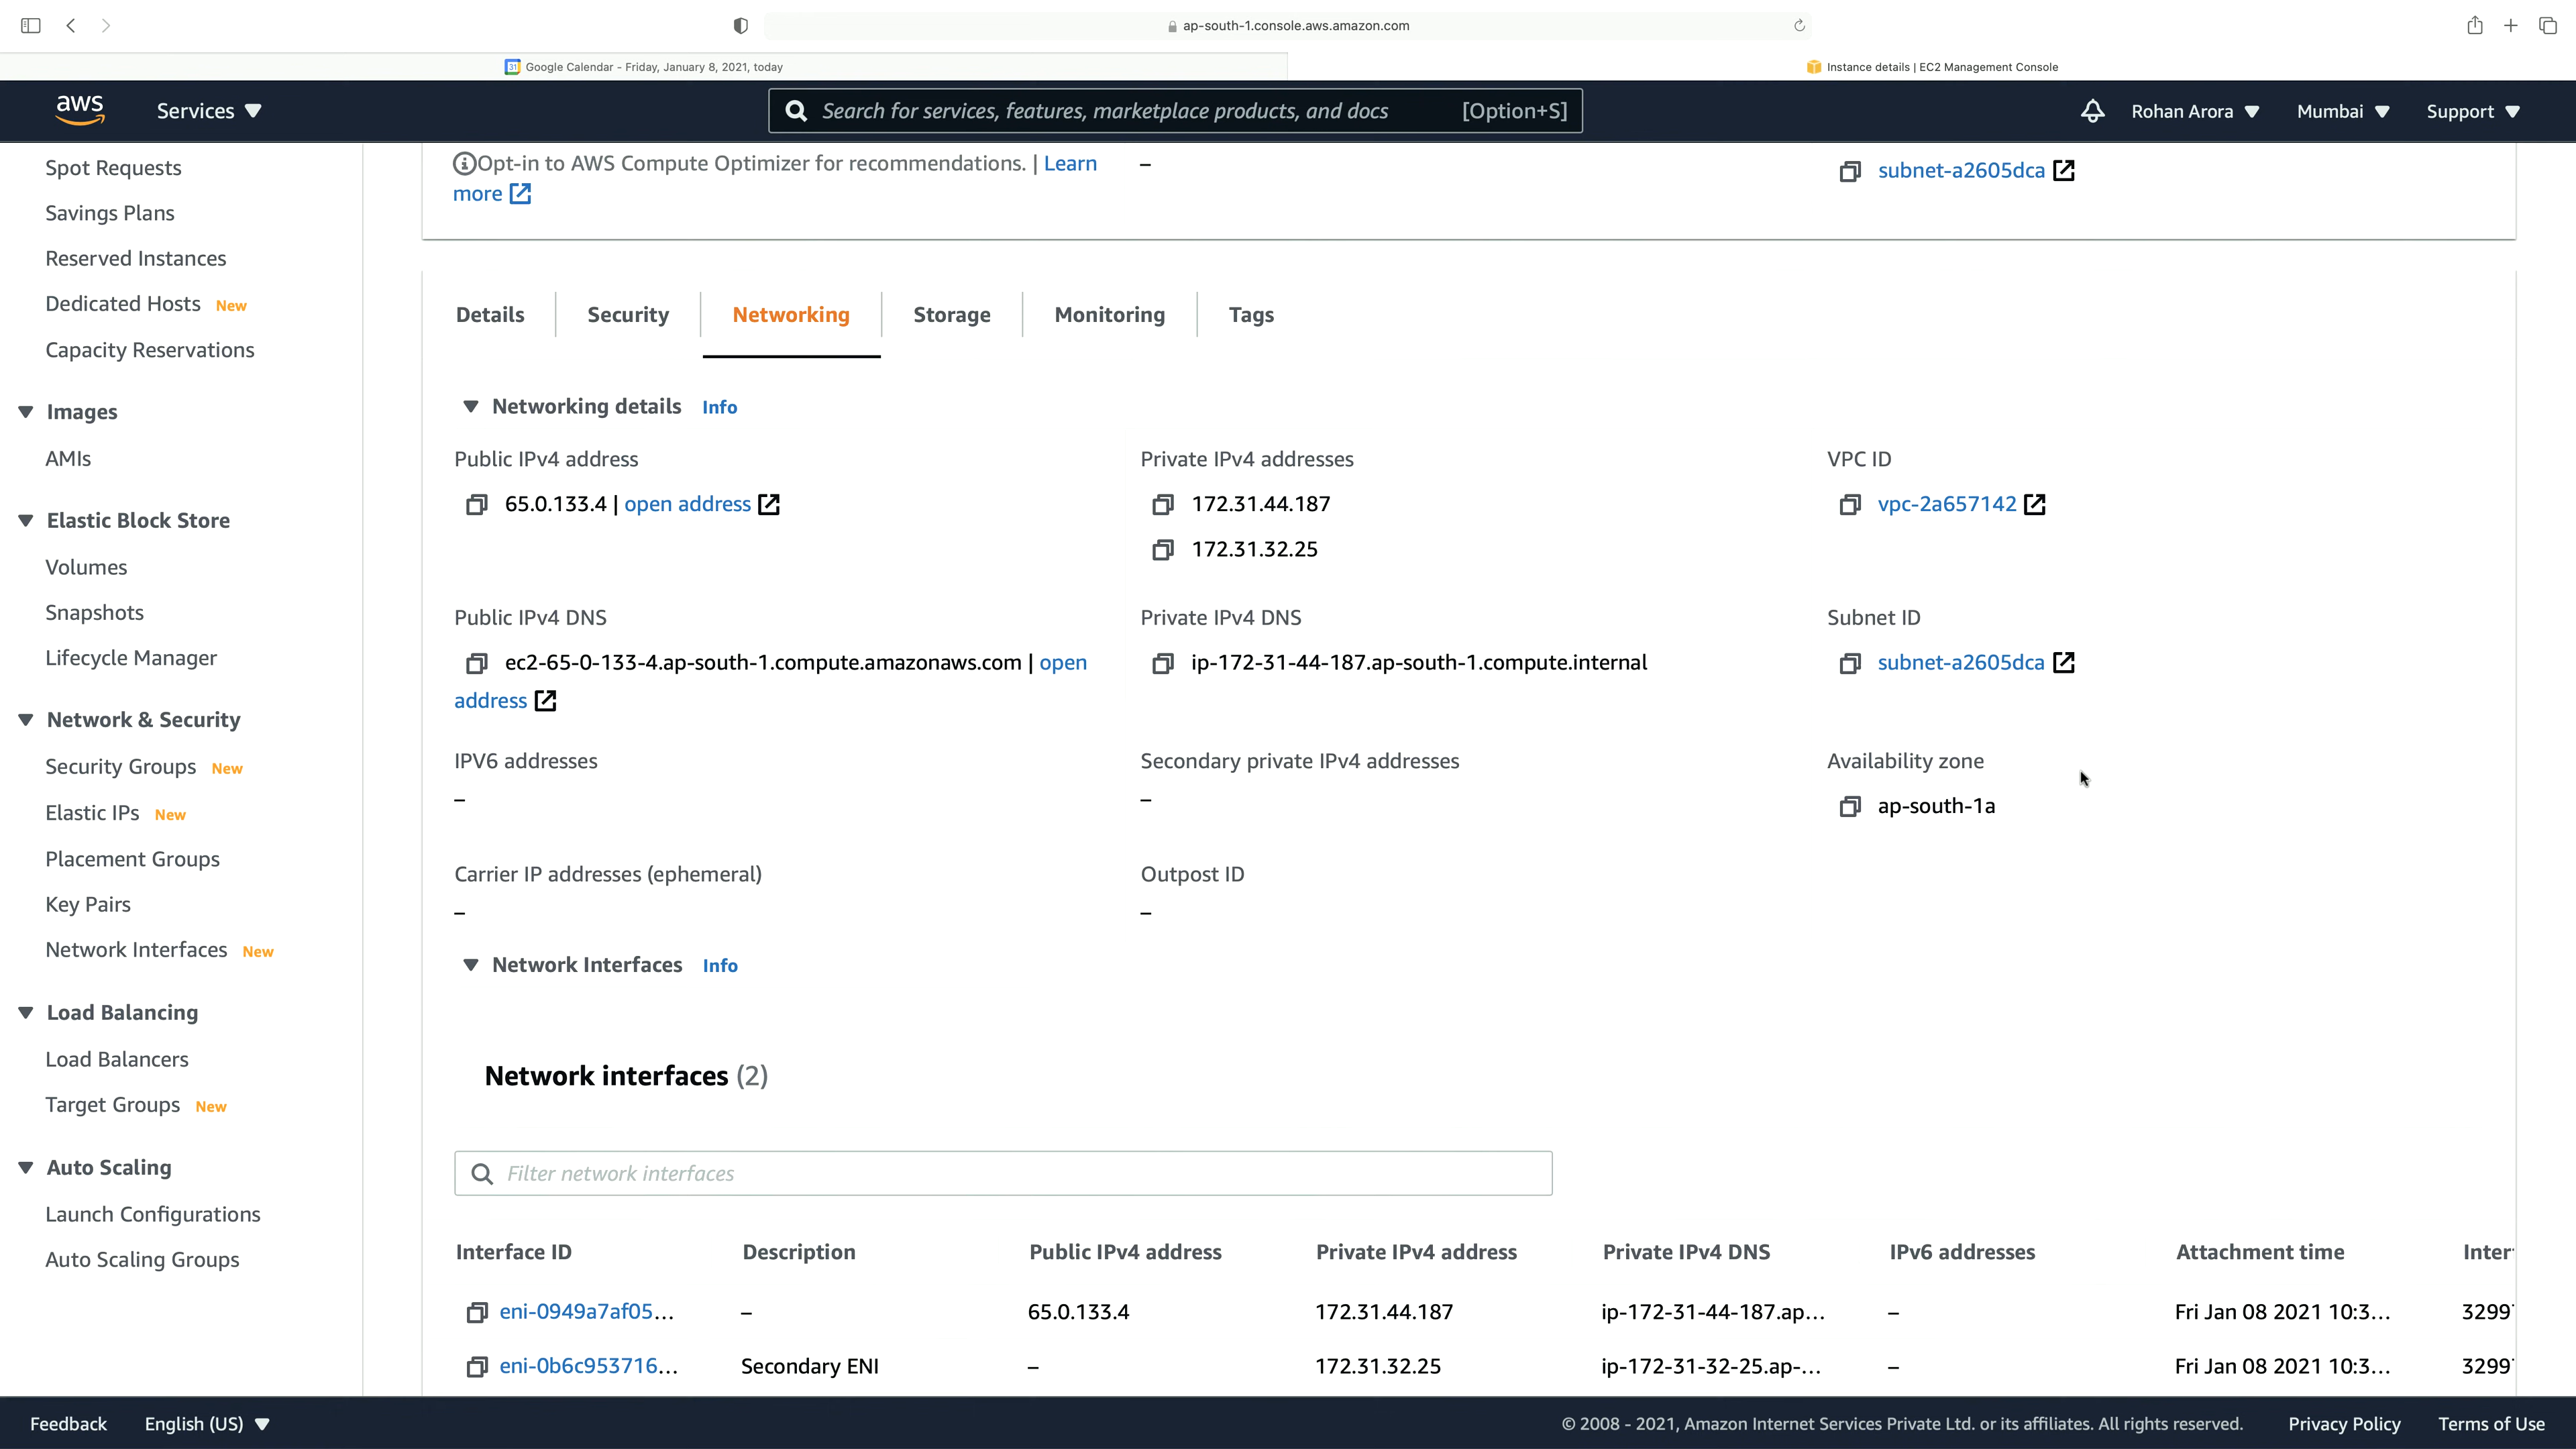 ap-south-1.console.aws.amazon.com
31 Google Calendar - Friday, January 8, 2021, today
Instance details | EC2 Management Console
aws
Services
Search for services, features, marketplace products, and docs
[Option+S]
Rohan Arora
Mumbai
Support
Spot Requests
Savings Plans
Reserved Instances
Dedicated Hosts New
Capacity Reservations
Images
AMIs
Elastic Block Store
Volumes
Snapshots
Lifecycle Manager
Network & Security
Security Groups New
Elastic IPs New
Placement Groups
Key Pairs
Network Interfaces New
Load Balancing
Load Balancers
Target Groups New
Auto Scaling
Launch Configurations
Auto Scaling Groups
Opt-in to AWS Compute Optimizer for recommendations. | Learn
more
–
subnet-a2605dca
Details
Security
Networking
Storage
Monitoring
Tags
Networking details Info
Public IPv4 address
65.0.133.4 | open address
Private IPv4 addresses
172.31.44.187
172.31.32.25
VPC ID
vpc-2a657142
Public IPv4 DNS
ec2-65-0-133-4.ap-south-1.compute.amazonaws.com | open
address
Private IPv4 DNS
ip-172-31-44-187.ap-south-1.compute.internal
Subnet ID
subnet-a2605dca
IPV6 addresses
–
Secondary private IPv4 addresses
–
Availability zone
ap-south-1a
Carrier IP addresses (ephemeral)
–
Outpost ID
–
Network Interfaces Info
Network interfaces (2)
Filter network interfaces
Interface ID Description Public IPv4 address Private IPv4 address Private IPv4 DNS IPv6 addresses Attachment time Inter
eni-0949a7af05... – 65.0.133.4 172.31.44.187 ip-172-31-44-187.ap... – Fri Jan 08 2021 10:3... 3299
eni-0b6c953716... Secondary ENI – 172.31.32.25 ip-172-31-32-25.ap-... – Fri Jan 08 2021 10:3... 3299
Feedback
English (US)
© 2008 - 2021, Amazon Internet Services Private Ltd. or its affiliates. All rights reserved.
Privacy Policy
Terms of Use